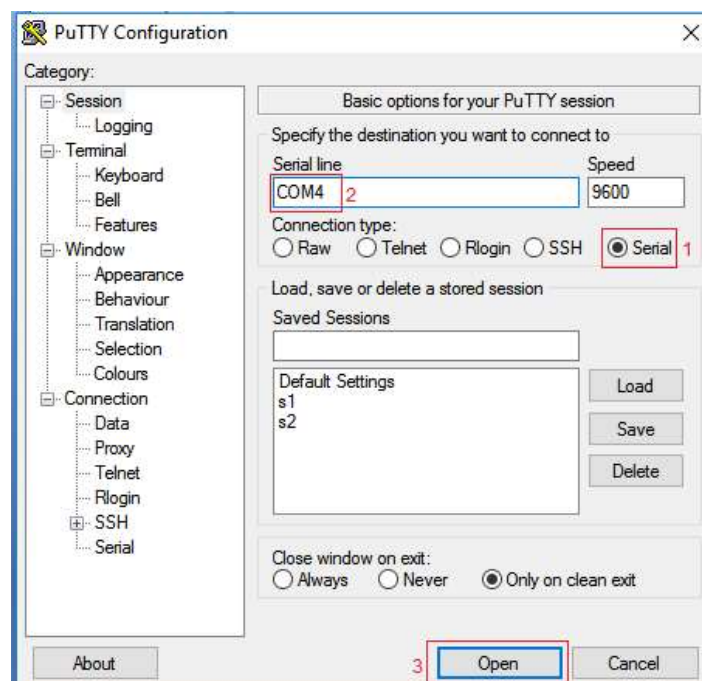 PuTTY Configuration
Category:
Session
Logging
Terminal
Keyboard
Bell
Features
Window
Appearance
Behaviour
Translation
Selection
Colours
Connection
Data
Proxy
Telnet
Rlogin
SSH
Serial
About
Basic options for your PuTTY session
Specify the destination you want to connect to
Serial line Speed
COM4 2 9600
Connection type:
Raw Telnet Rlogin SSH Serial 1
Load, save or delete a stored session
Saved Sessions
Default Settings
s1
s2
Load
Save
Delete
Close window on exit:
Always Never Only on clean exit
3 Open Cancel